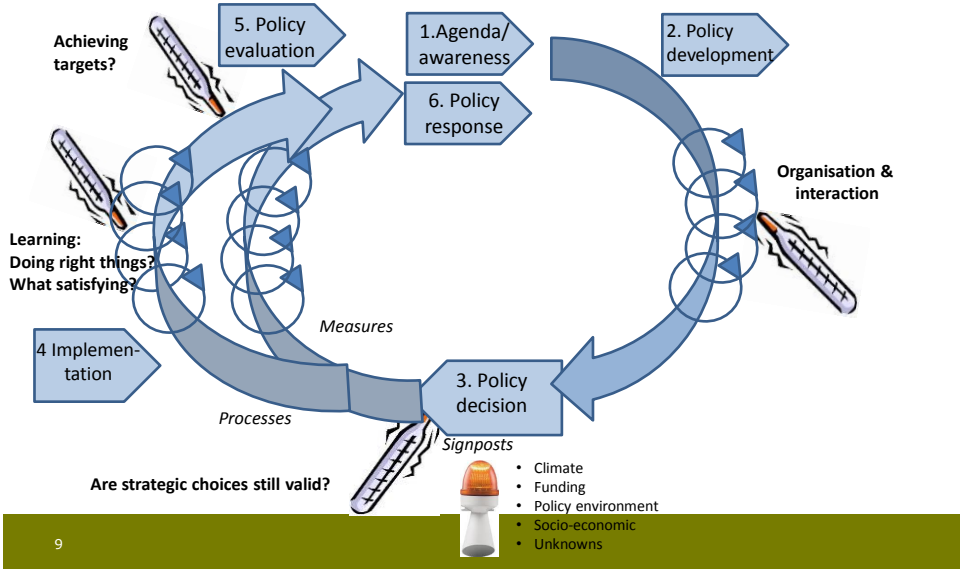 Achieving
targets?
5. Policy
evaluation
1.Agenda/
awareness
6. Policy
response
2. Policy
development
Organisation &
interaction
Learning:
Doing right things?
What satisfying?
Measures
4 Implemen-
tation
3. Policy
decision
Processes
Signposts
Are strategic choices still valid?
• Climate
• Funding
• Policy environment
• Socio-economic
• Unknowns
9